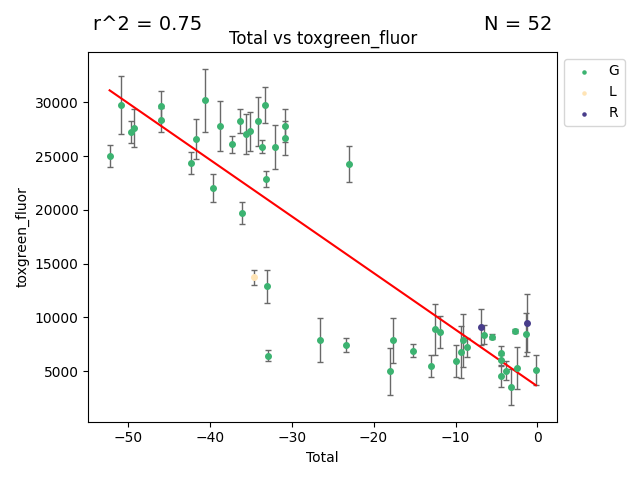 r^2 = 0.75
N = 52
Total vs toxgreen_fluor
30000
25000
20000
15000
10000
5000
toxgreen_fluor
−50
−40
−30
−20
−10
0
Total
G
L
R